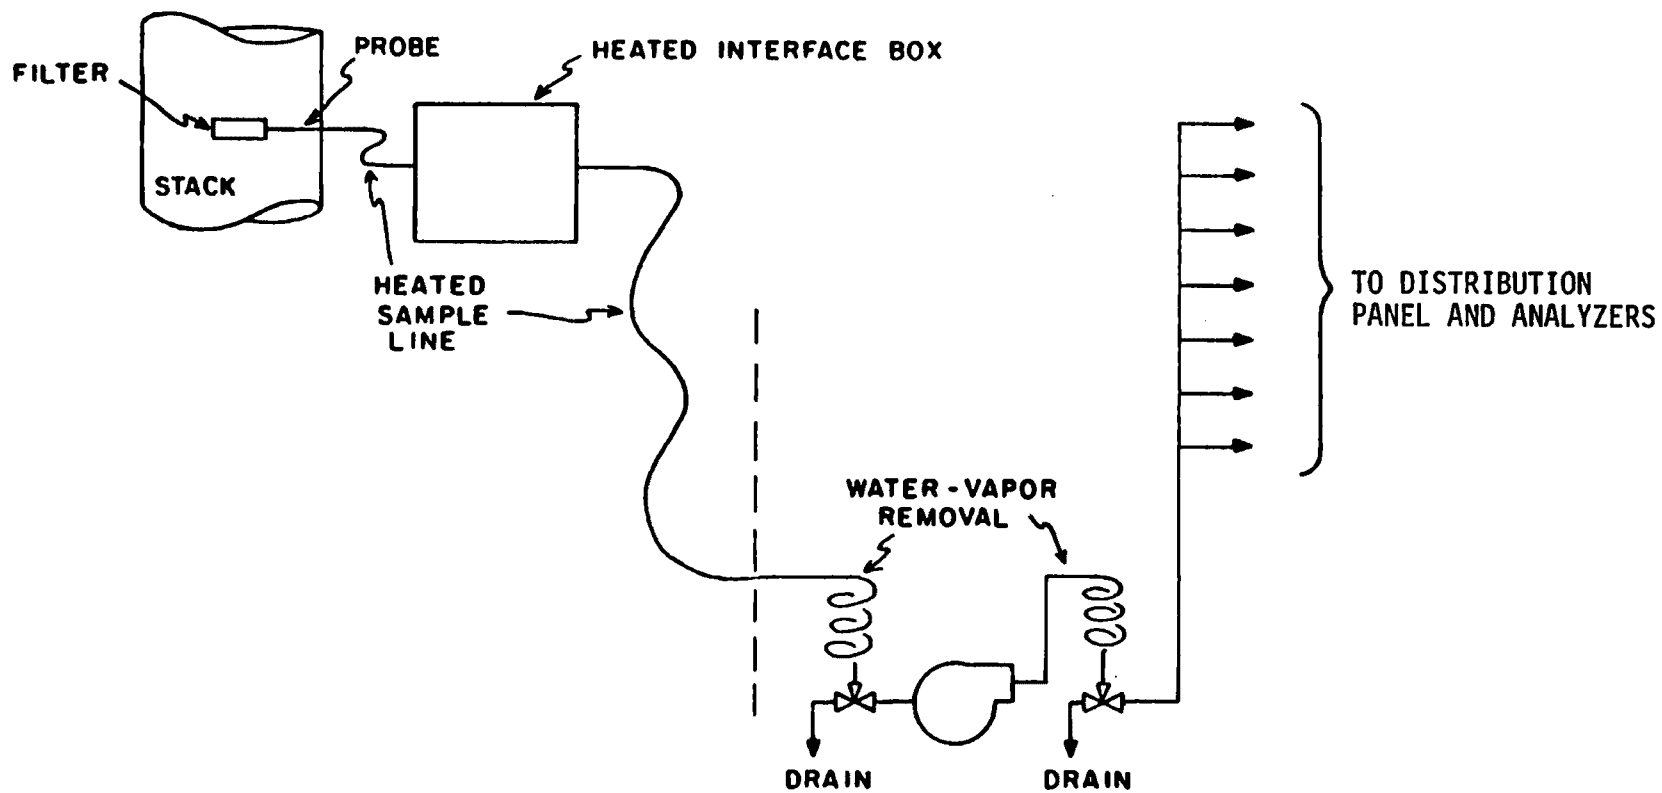 PROBE
HEATED INTERFACE BOX
FILTER
STACK
HEATED
SAMPLE
LINE
TO DISTRIBUTION
PANEL AND ANALYZERS
WATER-VAPOR
REMOVAL
DRAIN
DRAIN